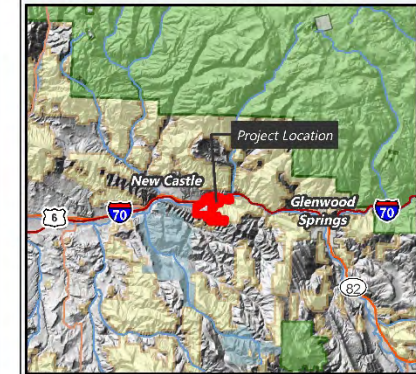 Project Location
New Castle
Glenwood
Springs
6
70
70
82